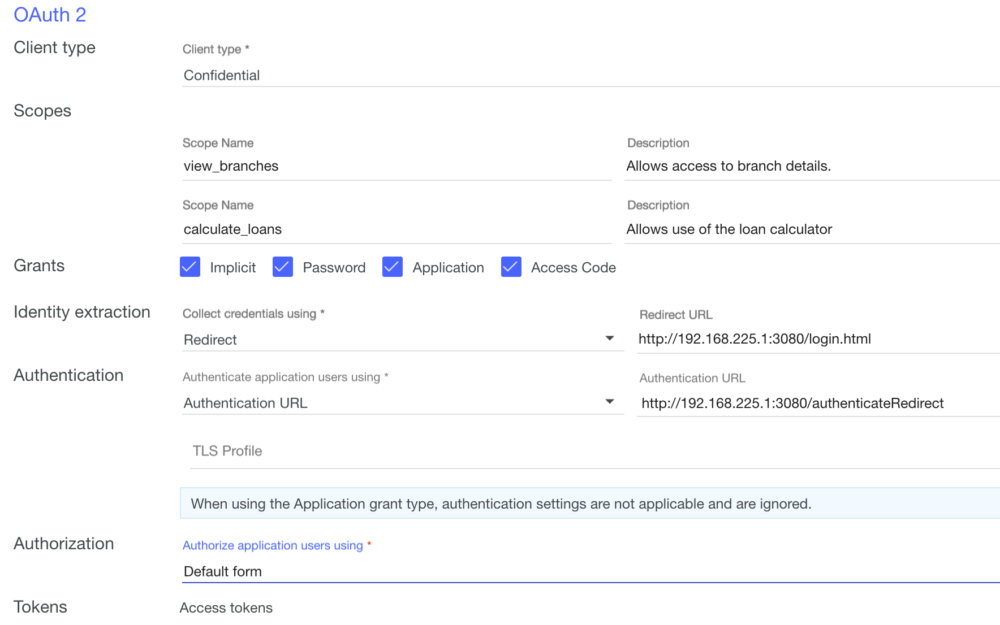 OAuth 2
Client type
Client type *
Confidential
Scopes
Scope Name
Description
view_branches
Allows access to branch details.
Scope Name
Description
calculate_loans
Allows use of the loan calculator
Grants
Implicit
Password
Application
Access Code
Identity extraction
Collect credentials using *
Redirect URL
Redirect
http://192.168.225.1:3080/login.html
Authentication
Authenticate application users using *
Authentication URL
Authentication URL
http://192.168.225.1:3080/authenticateRedirect
TLS Profile
When using the Application grant type, authentication settings are not applicable and are ignored.
Authorization
Authorize application users using *
Default form
Tokens
Access tokens